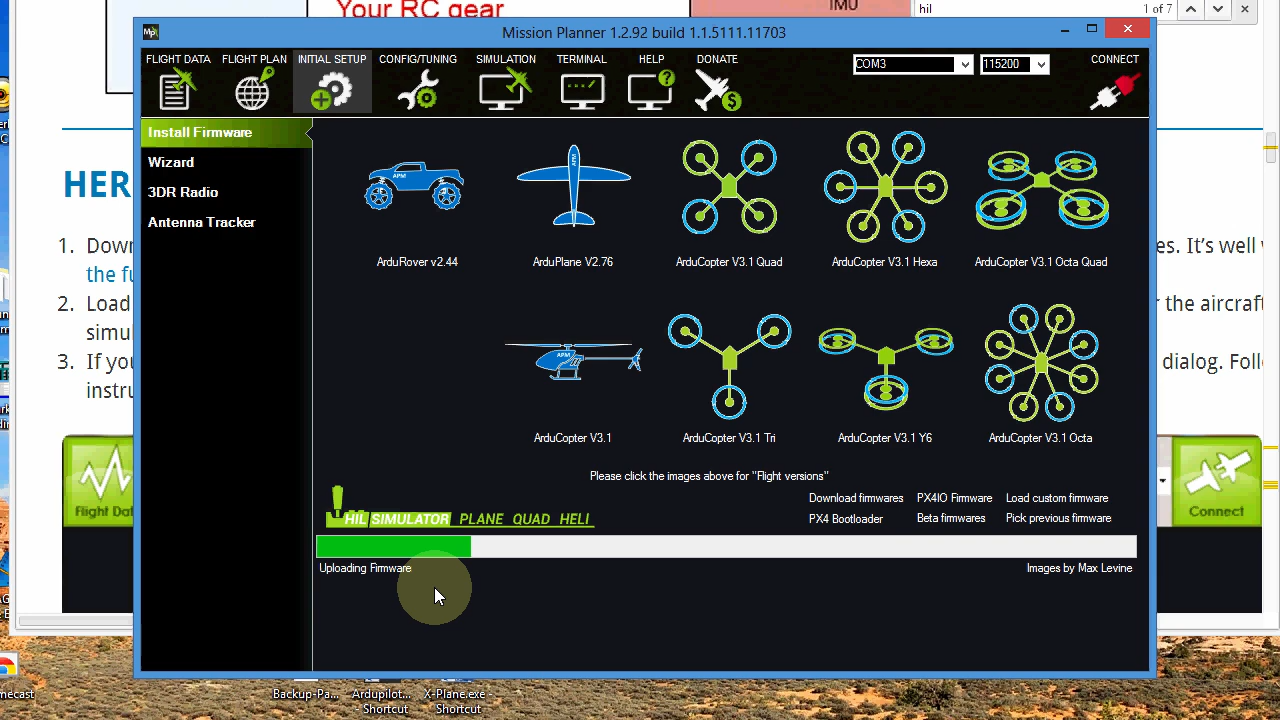 Your RC gear
IMU
hil
1 of 7
Mp
Mission Planner 1.2.92 build 1.1.5111.11703
FLIGHT DATA
FLIGHT PLAN
INITIAL SETUP
CONFIG/TUNING
SIMULATION
TERMINAL
HELP
DONATE
COM3
115200
CONNECT
Install Firmware
Wizard
3DR Radio
Antenna Tracker
APM
APM
ArduRover v2.44
ArduPlane V2.76
ArduCopter V3.1 Quad
ArduCopter V3.1 Hexa
ArduCopter V3.1 Octa Quad
APM
ArduCopter V3.1
ArduCopter V3.1 Tri
ArduCopter V3.1 Y6
ArduCopter V3.1 Octa
Please click the images above for "Flight versions"
Download firmwares
PX4IO Firmware
Load custom firmware
PX4 Bootloader
Beta firmwares
Pick previous firmware
HIL SIMULATOR PLANE QUAD HELI
Uploading Firmware
Images by Max Levine
HER
1. Down
es. It's well
the fu
2. Load
the aircraft
simu
3. If you
dialog. Foll
instru
Flight Dat
Connect
mecast
Backup-Pa...
Ardupilot... - Shortcut
X-Plane.exe - Shortcut